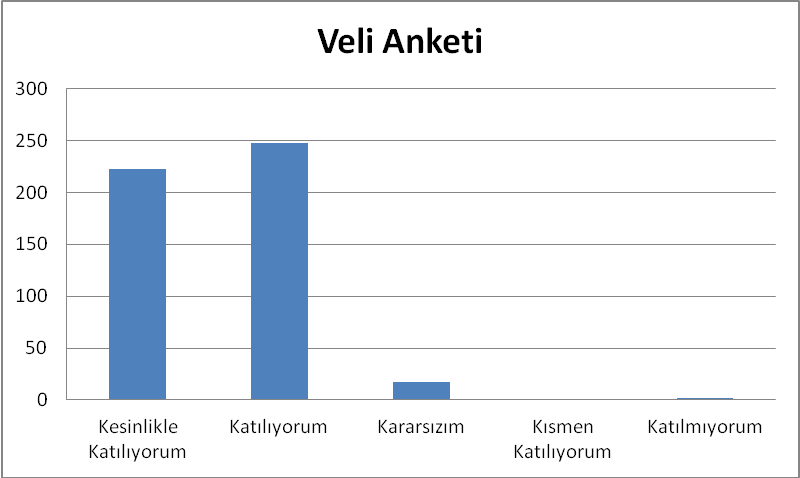 Veli Anketi
300
250
200
150
100
50
0
Kesinlikle
Katılıyorum
Katılıyorum
Kararsızım
Kısmen
Katılıyorum
Katılmıyorum